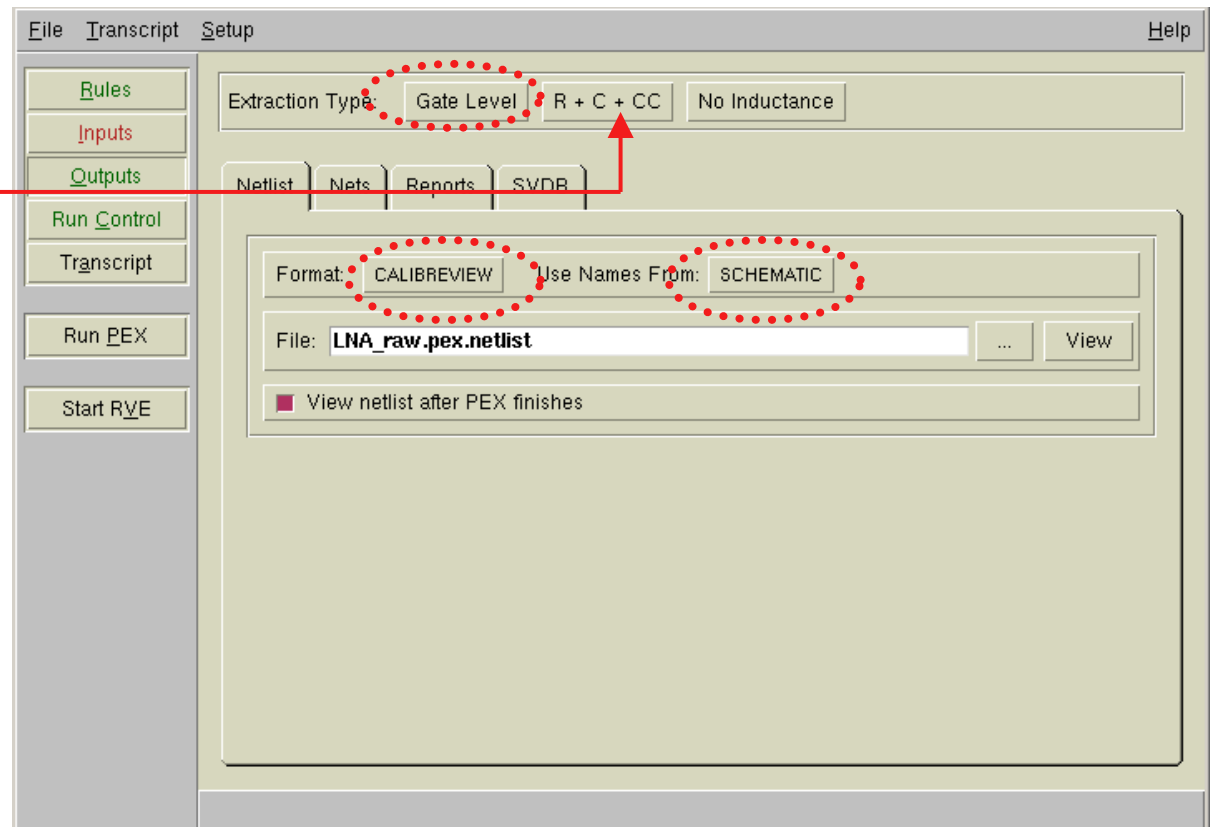 File Transcript Setup Help
Rules
Inputs
Outputs
Run Control
Transcript
Run PEX
Start RVE
Extraction Type: Gate Level R + C + CC No Inductance
Netlist Nets Reports SVDB
Format: CALIBREVIEW Use Names From: SCHEMATIC
File: LNA_raw.pex.netlist ... View
View netlist after PEX finishes